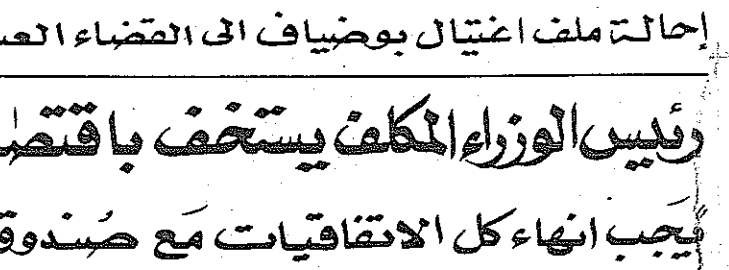 إحالة ملف اغتيال بوضياف الى القضاء العس
رئيس الوزراء المكلف يستخف باقتصا
يجب انهاء كل الاتفاقيات مع صندوق